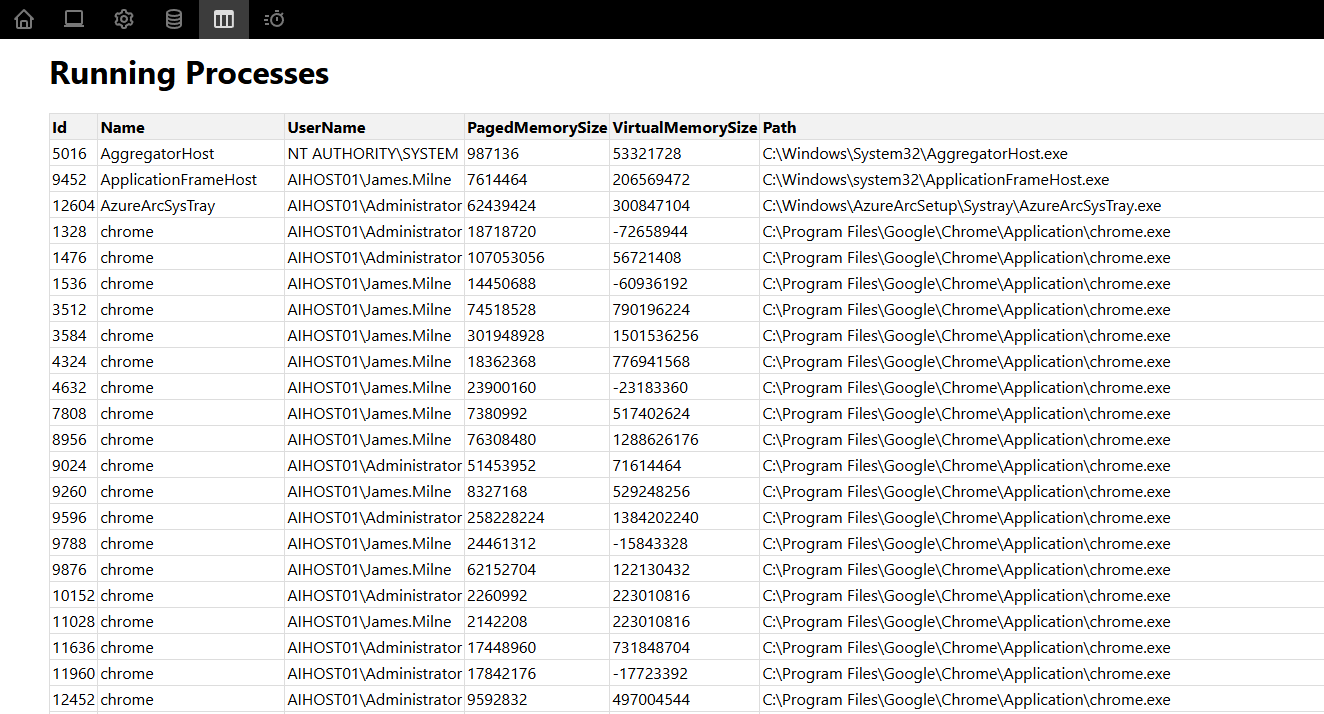 Running Processes
Id Name UserName PagedMemorySize VirtualMemorySize Path
5016 AggregatorHost NT AUTHORITY\SYSTEM 987136 53321728 C:\Windows\System32\AggregatorHost.exe
9452 ApplicationFrameHost AIHOST01\James.Milne 7614464 206569472 C:\Windows\system32\ApplicationFrameHost.exe
12604 AzureArcSysTray AIHOST01\Administrator 62439424 300847104 C:\Windows\AzureArcSetup\Systray\AzureArcSysTray.exe
1328 chrome AIHOST01\Administrator 18718720 -72658944 C:\Program Files\Google\Chrome\Application\chrome.exe
1476 chrome AIHOST01\Administrator 107053056 56721408 C:\Program Files\Google\Chrome\Application\chrome.exe
1536 chrome AIHOST01\James.Milne 14450688 -60936192 C:\Program Files\Google\Chrome\Application\chrome.exe
3512 chrome AIHOST01\James.Milne 74518528 790196224 C:\Program Files\Google\Chrome\Application\chrome.exe
3584 chrome AIHOST01\James.Milne 301948928 1501536256 C:\Program Files\Google\Chrome\Application\chrome.exe
4324 chrome AIHOST01\James.Milne 18362368 776941568 C:\Program Files\Google\Chrome\Application\chrome.exe
4632 chrome AIHOST01\James.Milne 23900160 -23183360 C:\Program Files\Google\Chrome\Application\chrome.exe
7808 chrome AIHOST01\James.Milne 7380992 517402624 C:\Program Files\Google\Chrome\Application\chrome.exe
8956 chrome AIHOST01\James.Milne 76308480 1288626176 C:\Program Files\Google\Chrome\Application\chrome.exe
9024 chrome AIHOST01\Administrator 51453952 71614464 C:\Program Files\Google\Chrome\Application\chrome.exe
9260 chrome AIHOST01\James.Milne 8327168 529248256 C:\Program Files\Google\Chrome\Application\chrome.exe
9596 chrome AIHOST01\Administrator 258228224 1384202240 C:\Program Files\Google\Chrome\Application\chrome.exe
9788 chrome AIHOST01\James.Milne 24461312 -15843328 C:\Program Files\Google\Chrome\Application\chrome.exe
9876 chrome AIHOST01\James.Milne 62152704 122130432 C:\Program Files\Google\Chrome\Application\chrome.exe
10152 chrome AIHOST01\Administrator 2260992 223010816 C:\Program Files\Google\Chrome\Application\chrome.exe
11028 chrome AIHOST01\James.Milne 2142208 223010816 C:\Program Files\Google\Chrome\Application\chrome.exe
11636 chrome AIHOST01\Administrator 17448960 731848704 C:\Program Files\Google\Chrome\Application\chrome.exe
11960 chrome AIHOST01\Administrator 17842176 -17723392 C:\Program Files\Google\Chrome\Application\chrome.exe
12452 chrome AIHOST01\Administrator 9592832 497004544 C:\Program Files\Google\Chrome\Application\chrome.exe